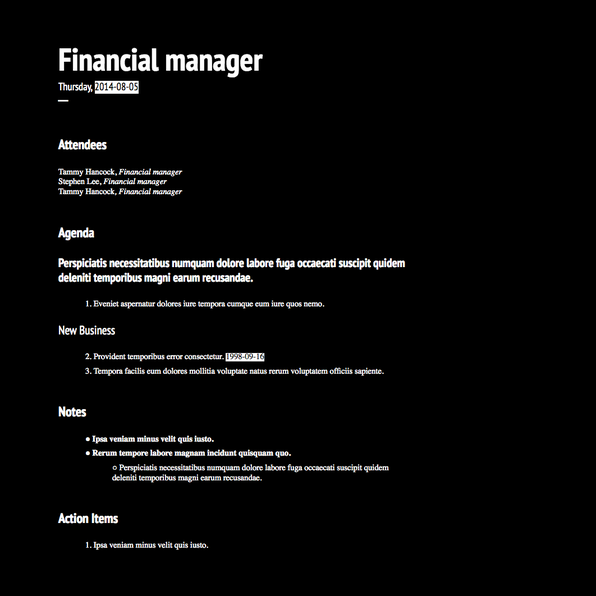 Financial manager
Thursday, 2014-08-05
Attendees
Tammy Hancock, Financial manager
Stephen Lee, Financial manager
Tammy Hancock, Financial manager
Agenda
Perspiciatis necessitatibus numquam dolore labore fuga occaecati suscipit quidem
deleniti temporibus magni earum recusandae.
1. Eveniet aspernatur dolores iure tempora cumque eum iure quos nemo.
New Business
2. Provident temporibus error consectetur. 1998-09-16
3. Tempora facilis eum dolores mollitia voluptate natus rerum voluptatem officiis sapiente.
Notes
● Ipsa veniam minus velit quis iusto.
● Rerum tempore labore magnam incidunt quisquam quo.
○ Perspiciatis necessitatibus numquam dolore labore fuga occaecati suscipit quidem
deleniti temporibus magni earum recusandae.
Action Items
1. Ipsa veniam minus velit quis iusto.